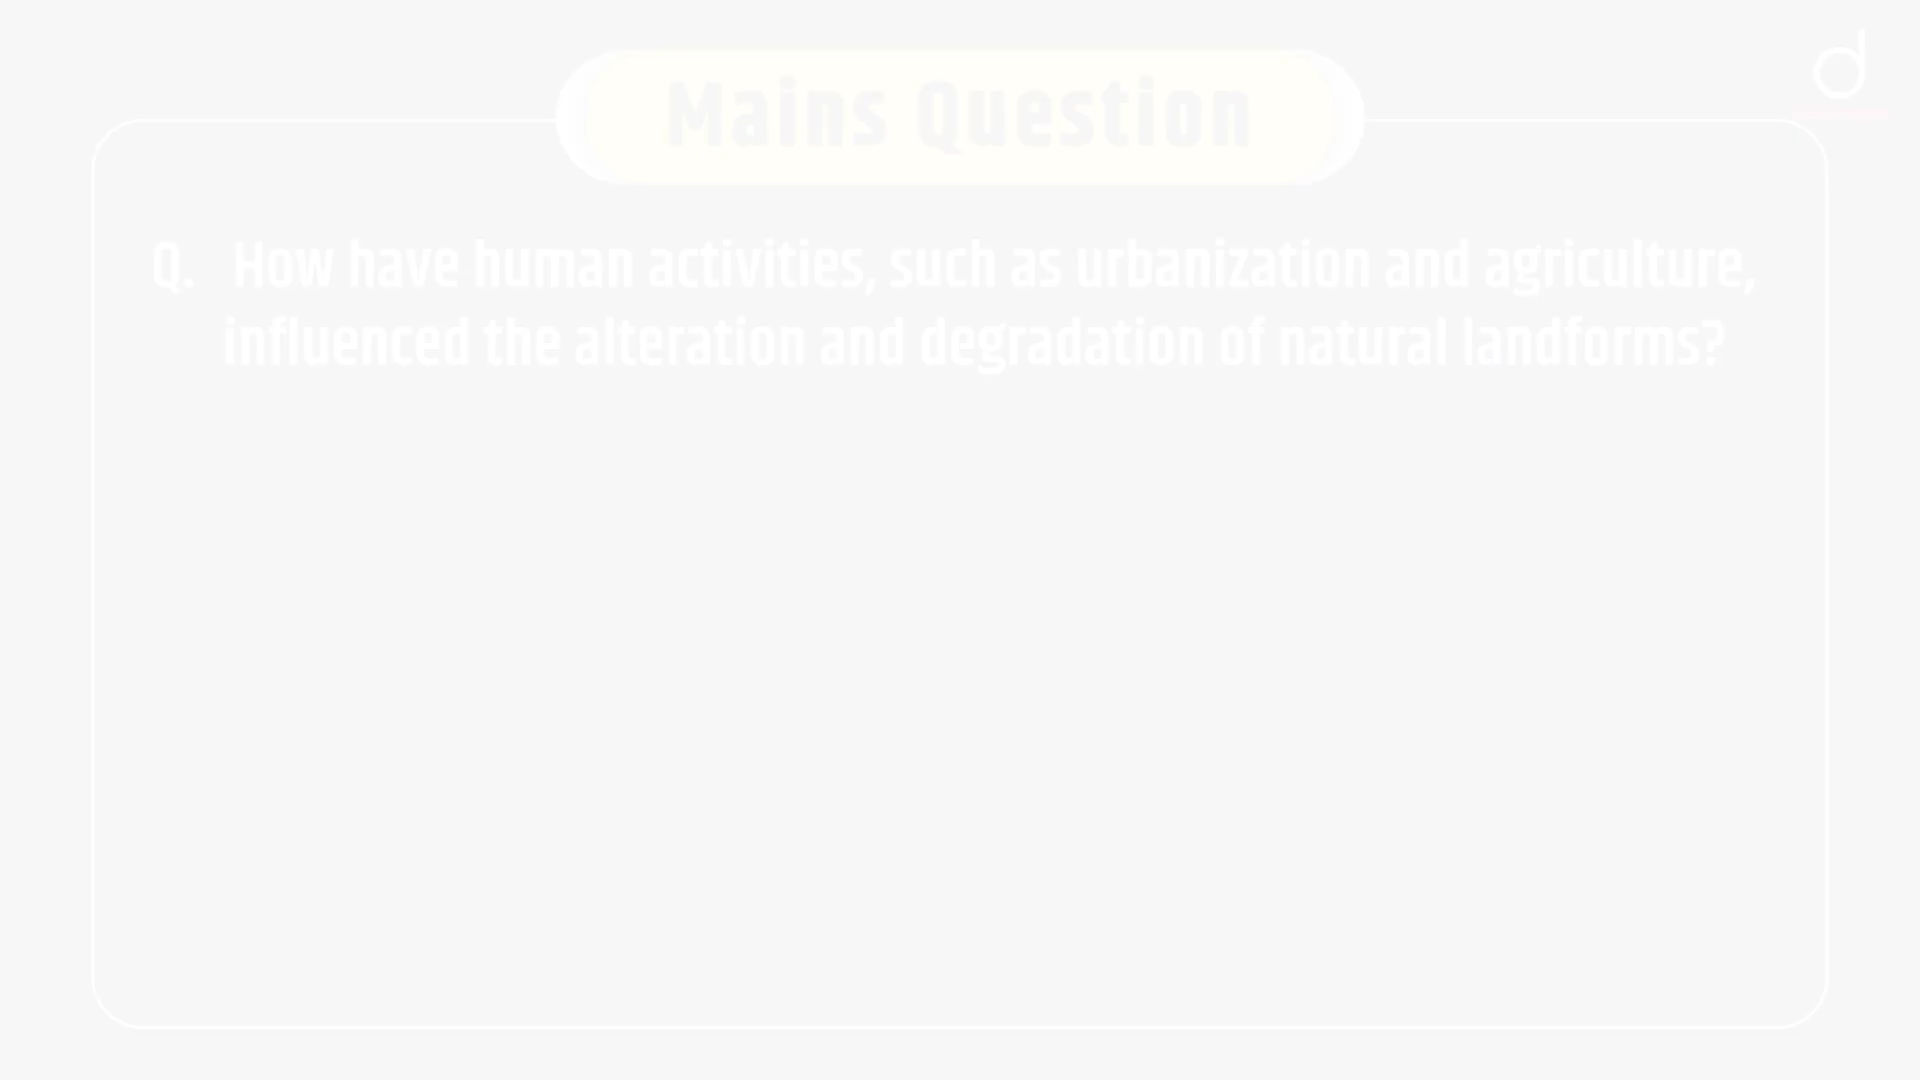 Mains Question
Q. How have human activities, such as urbanization and agriculture,
influenced the alteration and degradation of natural landforms?